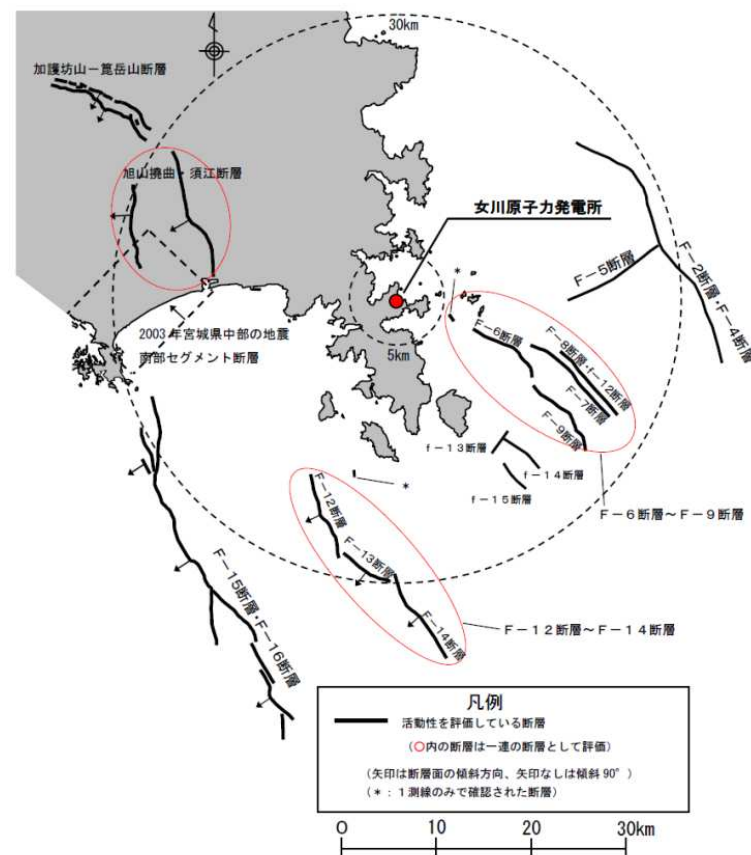 30km
加護坊山－箟岳山断層
旭山撓曲・須江断層
女川原子力発電所
＊
F－5断層
F－2断層・F－4断層
2003年宮城県中部の地震
南部セグメント断層
5km
F－6断層
F－8断層・f－12断層
F－7断層
F－9断層
f－13断層
f－14断層
f－15断層
＊
F－6断層～F－9断層
F－12断層
F－13断層
F－14断層
F－12断層～F－14断層
F－15断層・F－16断層
凡例
活動性を評価している断層
（○内の断層は一連の断層として評価）
（矢印は断層面の傾斜方向、矢印なしは傾斜90°）
（＊：1測線のみで確認された断層）
0 10 20 30km